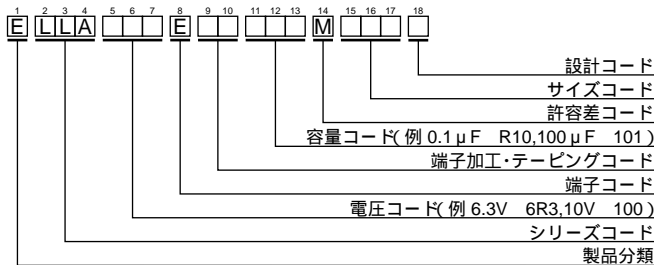 1 2 3 4 5 6 7 8 9 10 11 12 13 14 15 16 17 18
E L L A E M
設計コード
サイズコード
許容差コード
容量コード( 例 0.1μF R10,100μF 101 )
端子加工・テーピングコード
端子コード
電圧コード( 例 6.3V 6R3,10V 100 )
シリーズコード
製品分類